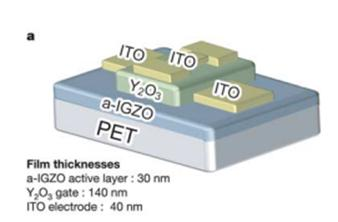 a
ITO
ITO
ITO
Y₂O₃
a-IGZO
PET
Film thicknesses
a-IGZO active layer : 30 nm
Y₂O₃ gate : 140 nm
ITO electrode : 40 nm